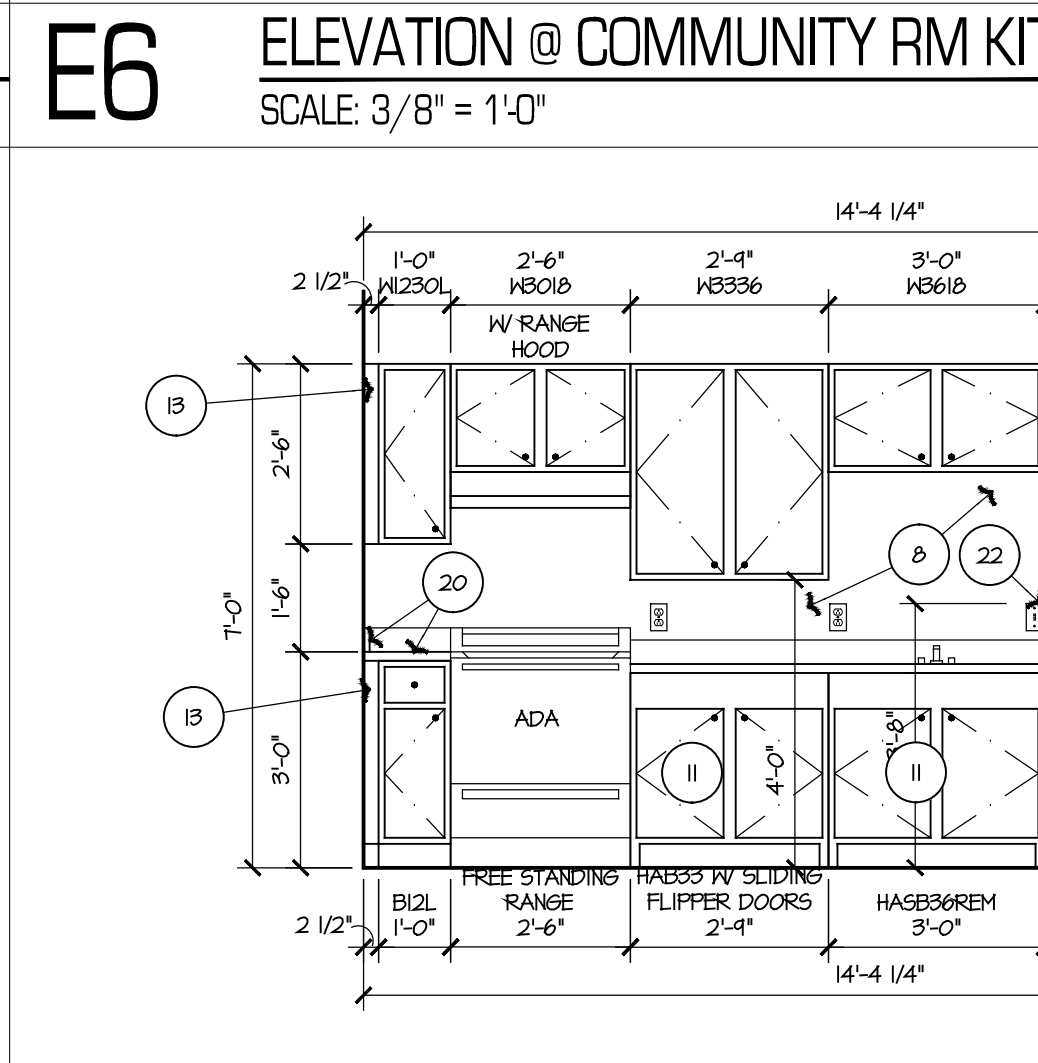 E6
ELEVATION @ COMMUNITY RM KIT
SCALE: 3/8" = 1'-0"
14'-4 1/4"
2 1/2"
1'-0"
W1230L
2'-6"
W3018
W/ RANGE
HOOD
2'-9"
W3336
3'-0"
W3618
13
2'-6"
8
22
20
1'-6"
7'-0"
13
ADA
3'-8"
11
11
4'-0"
3'-0"
FREE STANDING
RANGE
2'-6"
HAB33 W/ SLIDING
FLIPPER DOORS
2'-9"
B12L
1'-0"
HASB36REM
3'-0"
2 1/2"
14'-4 1/4"